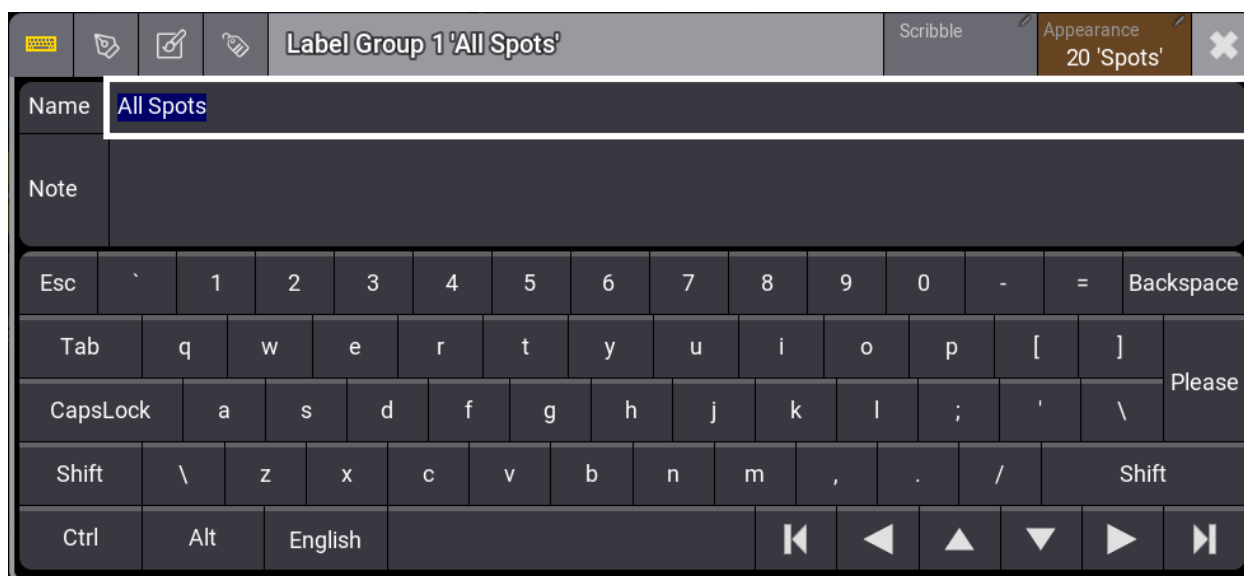 Label Group 1 'All Spots'
Scribble
Appearance
20 'Spots'
Name
All Spots
Note
Esc ` 1 2 3 4 5 6 7 8 9 0 - = Backspace
Tab q w e r t y u i o p [ ]
Please
CapsLock a s d f g h j k l ; ' \
Shift \ z x c v b n m , . / Shift
Ctrl Alt English